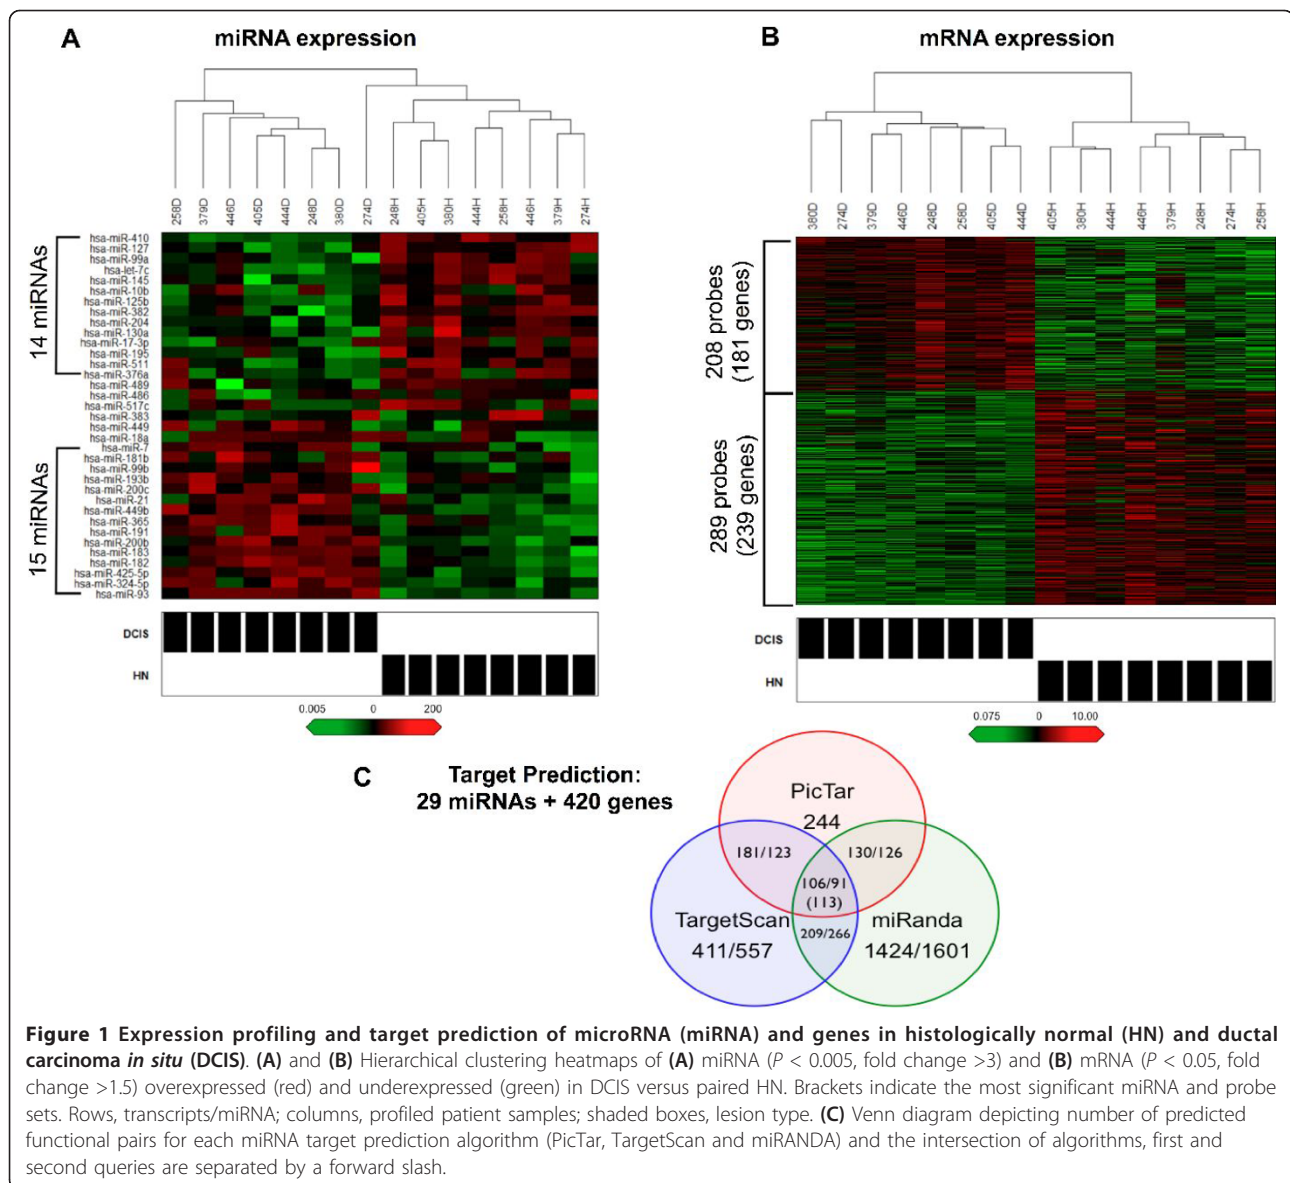 A
miRNA expression
258D
379D
446D
405D
444D
248D
380D
274D
248H
405H
380H
444H
258H
446H
379H
274H
14 miRNAs
hsa-miR-410
hsa-miR-127
hsa-miR-99a
hsa-let-7c
hsa-miR-145
hsa-miR-10b
hsa-miR-125b
hsa-miR-382
hsa-miR-204
hsa-miR-130a
hsa-miR-17-3p
hsa-miR-195
hsa-miR-511
hsa-miR-376a
hsa-miR-489
hsa-miR-486
hsa-miR-517c
hsa-miR-383
hsa-miR-449
hsa-miR-18a
15 miRNAs
hsa-miR-7
hsa-miR-181b
hsa-miR-99b
hsa-miR-193b
hsa-miR-200c
hsa-miR-21
hsa-miR-449b
hsa-miR-365
hsa-miR-191
hsa-miR-200b
hsa-miR-183
hsa-miR-182
hsa-miR-425-5p
hsa-miR-324-5p
hsa-miR-93
DCIS
HN
0.005 0 200
B
mRNA expression
380D
274D
379D
446D
248D
258D
405D
444D
405H
380H
444H
446H
379H
248H
274H
258H
208 probes
(181 genes)
289 probes
(239 genes)
DCIS
HN
0.075 0 10.00
C
Target Prediction:
29 miRNAs + 420 genes
PicTar
244
181/123
130/126
106/91
(113)
TargetScan
411/557
209/266
miRanda
1424/1601
Figure 1 Expression profiling and target prediction of microRNA (miRNA) and genes in histologically normal (HN) and ductal
carcinoma in situ (DCIS). (A) and (B) Hierarchical clustering heatmaps of (A) miRNA (P < 0.005, fold change >3) and (B) mRNA (P < 0.05, fold
change >1.5) overexpressed (red) and underexpressed (green) in DCIS versus paired HN. Brackets indicate the most significant miRNA and probe
sets. Rows, transcripts/miRNA; columns, profiled patient samples; shaded boxes, lesion type. (C) Venn diagram depicting number of predicted
functional pairs for each miRNA target prediction algorithm (PicTar, TargetScan and miRANDA) and the intersection of algorithms, first and
second queries are separated by a forward slash.